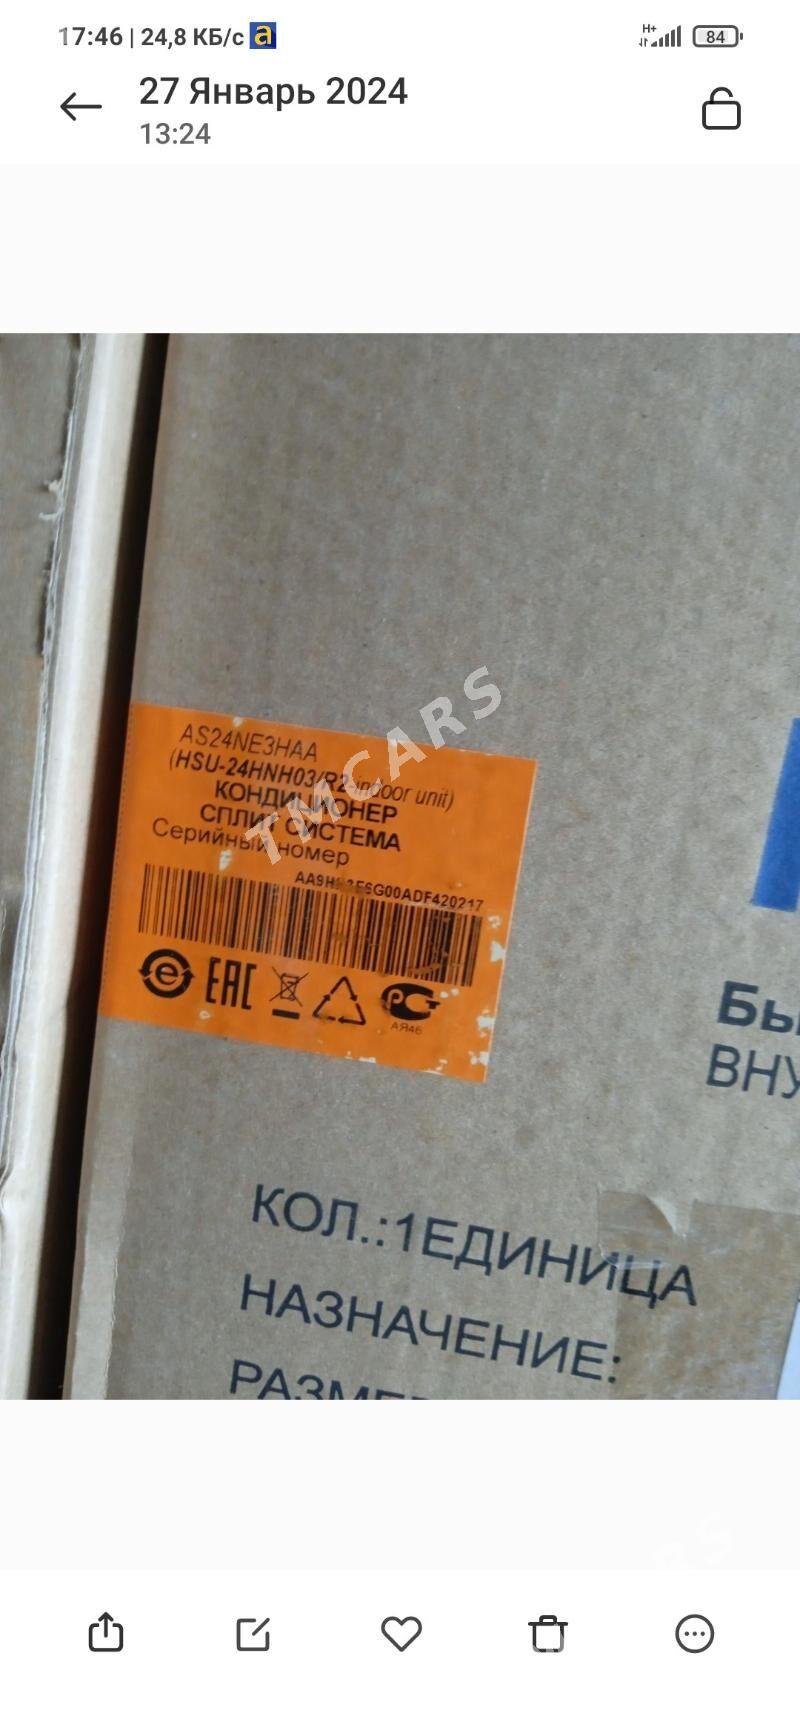 17:46 | 24,8 КБ/с a
H+
84
27 Январь 2024
13:24
AS24NE3HAA
(HSU-24HNH03/R2-indoor unit)
КОНДИЦИОНЕР
СПЛИТ СИСТЕМА
Серийный номер
EAC
АЯ46
TMCARS
Бы
ВНУ
КОЛ.:1ЕДИНИЦА
НАЗНАЧЕНИЕ: